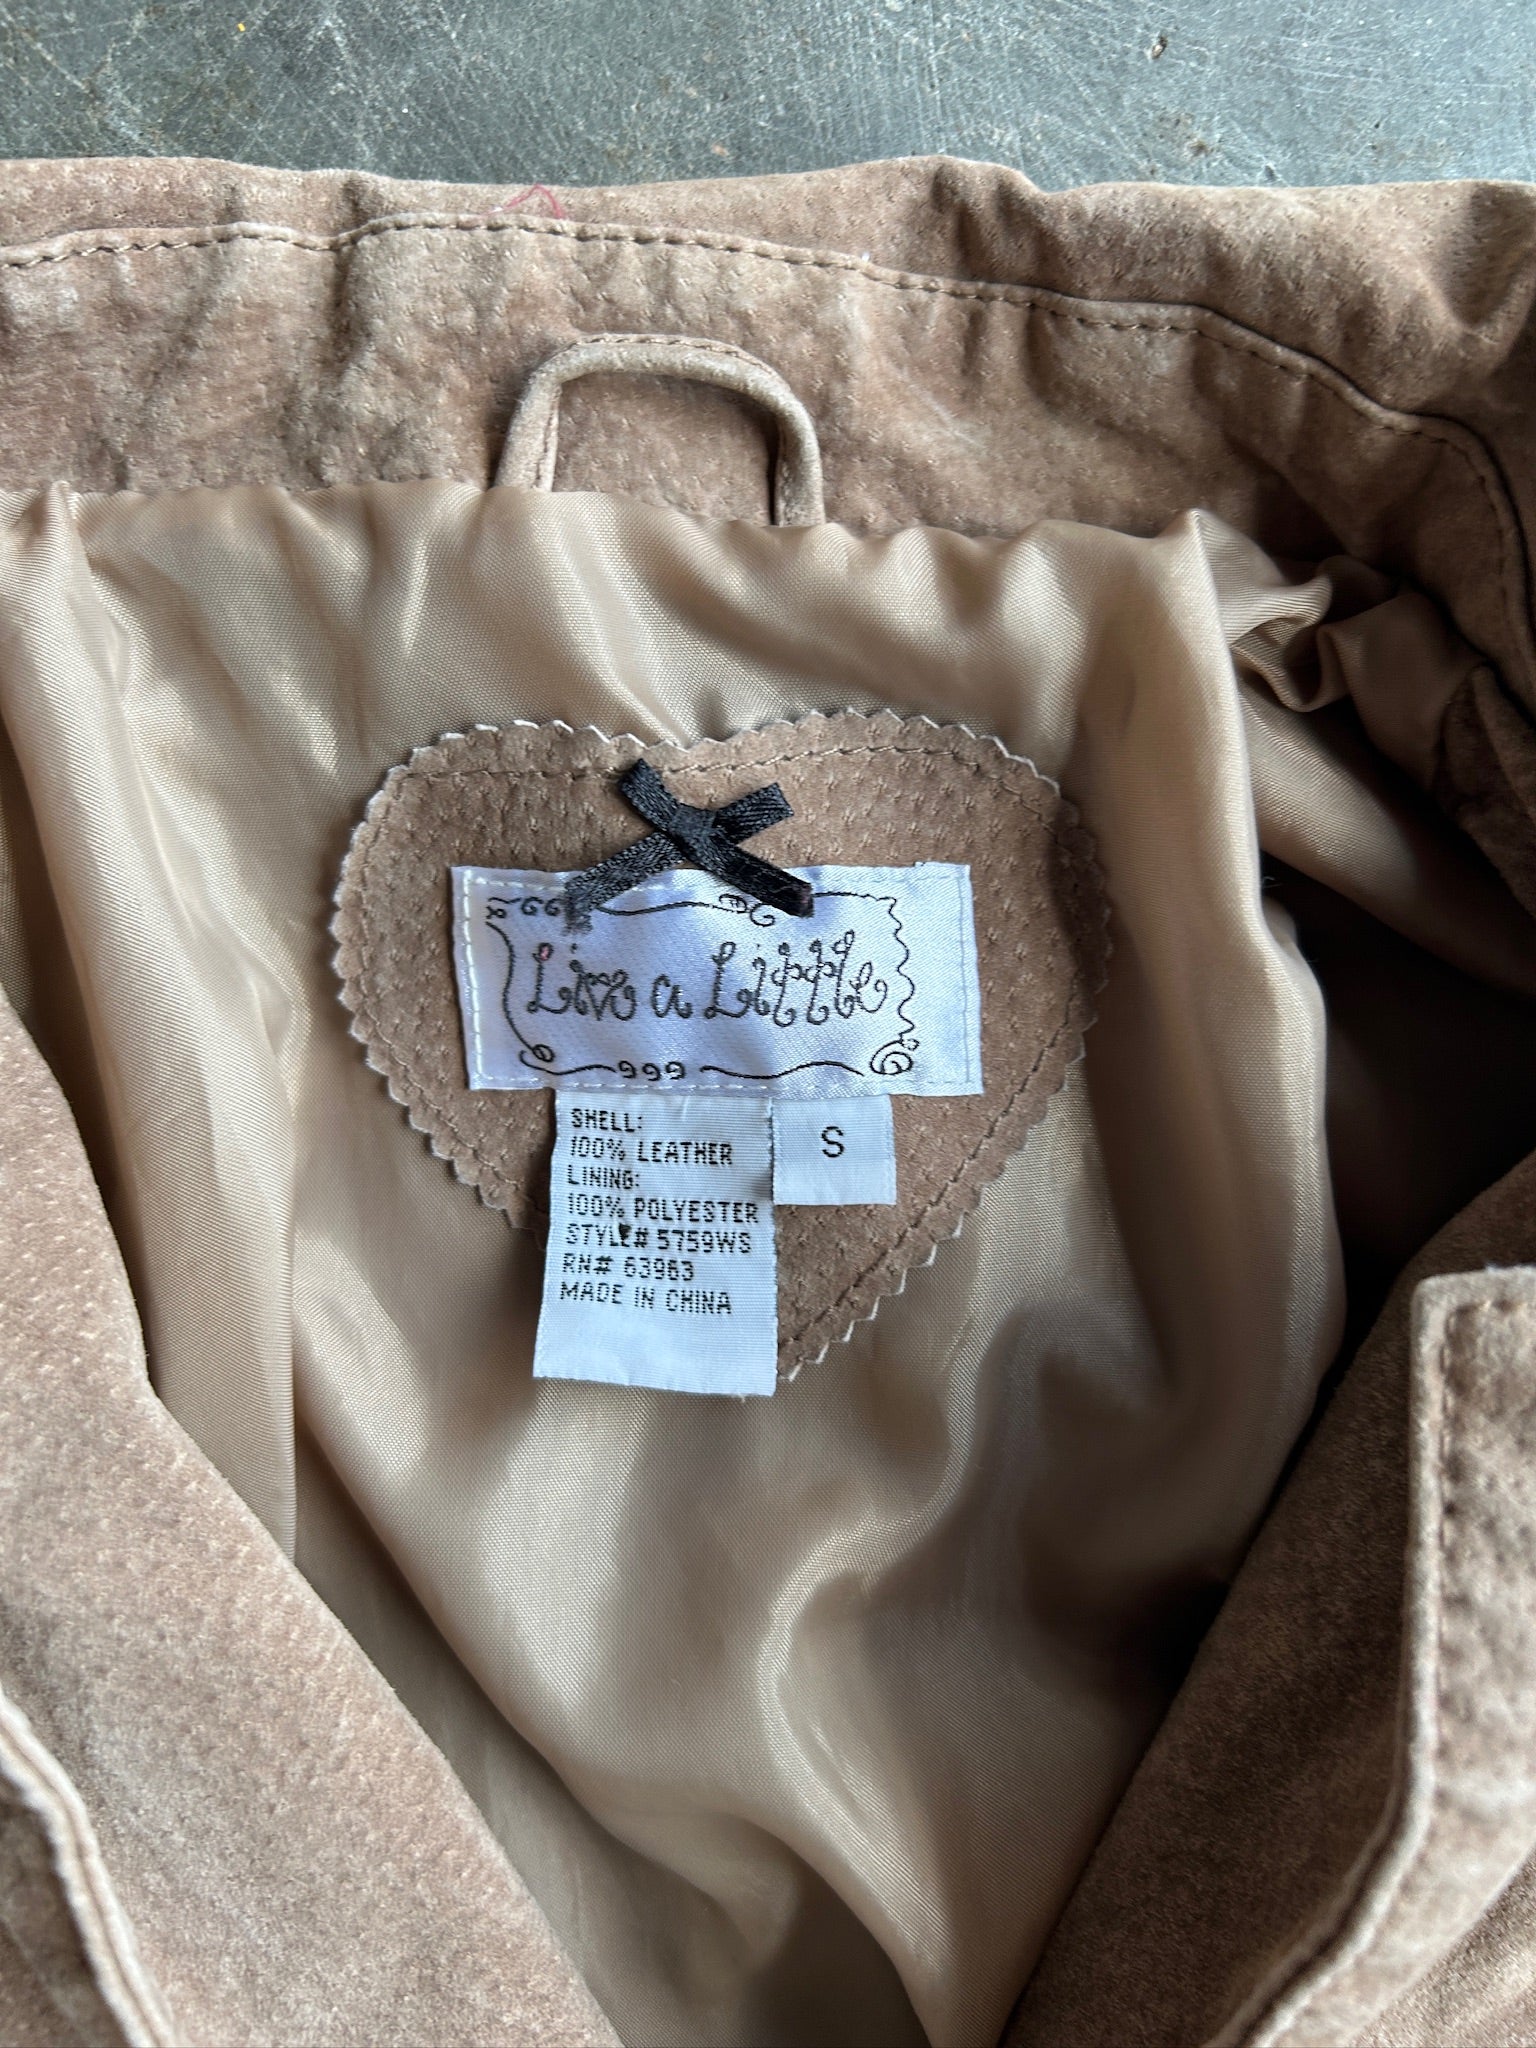 Live a Little
SHELL:
100% LEATHER
LINING:
100% POLYESTER
STYLE# 5759WS
RN# 63963
MADE IN CHINA
S